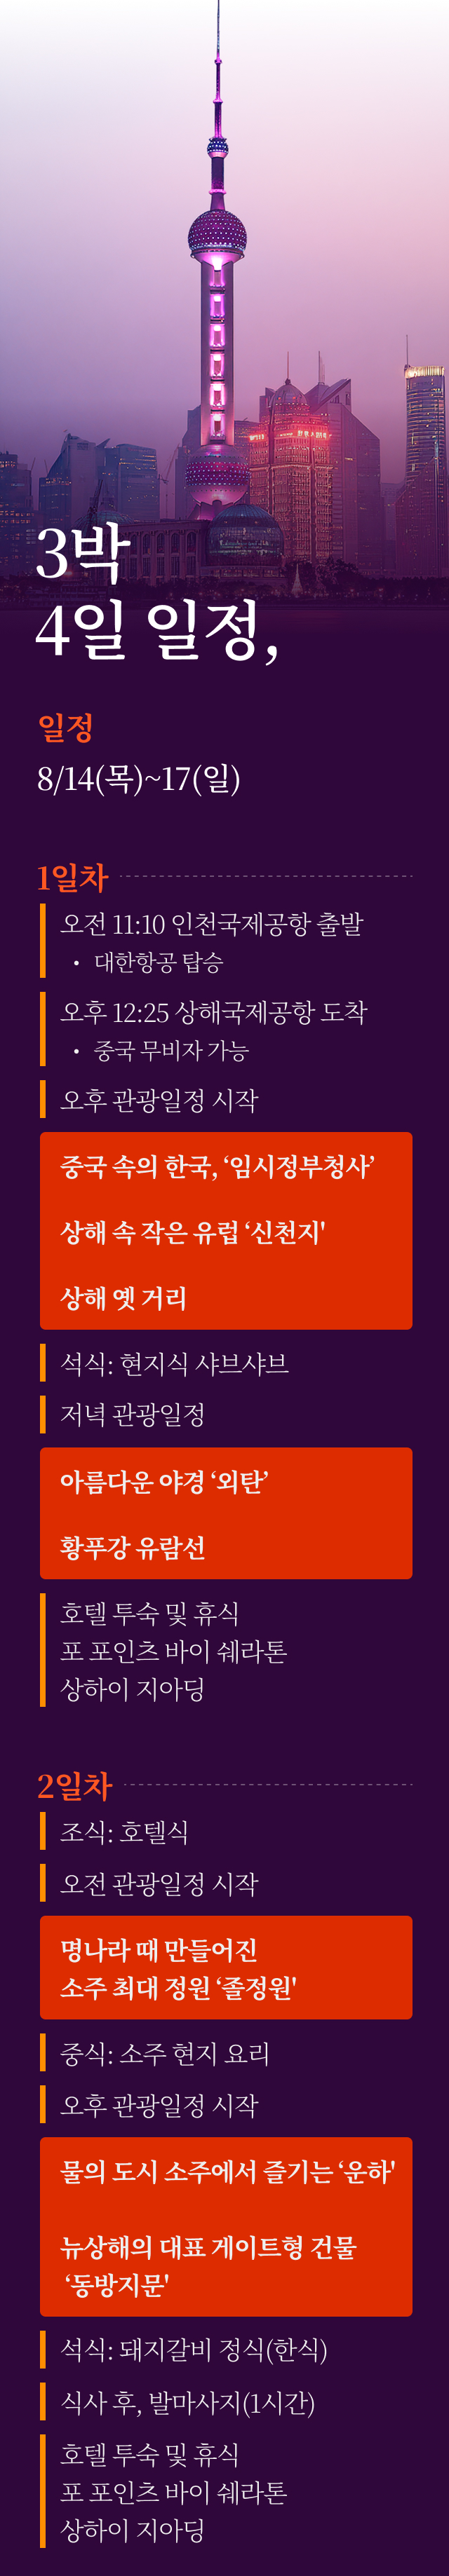 3박
4일 일정,
일정
8/14(목)~17(일)
1일차
오전 11:10 인천국제공항 출발
• 대한항공 탑승
오후 12:25 상해국제공항 도착
• 중국 무비자 가능
오후 관광일정 시작
중국 속의 한국, ‘임시정부청사’
상해 속 작은 유럽 ‘신천지'
상해 옛 거리
석식: 현지식 샤브샤브
저녁 관광일정
아름다운 야경 ‘외탄’
황푸강 유람선
호텔 투숙 및 휴식
포 포인츠 바이 쉐라톤
상하이 지아딩
2일차
조식: 호텔식
오전 관광일정 시작
명나라 때 만들어진
소주 최대 정원 ‘졸정원'
중식: 소주 현지 요리
오후 관광일정 시작
물의 도시 소주에서 즐기는 ‘운하'
뉴상해의 대표 게이트형 건물
‘동방지문'
석식: 돼지갈비 정식(한식)
식사 후, 발마사지(1시간)
호텔 투숙 및 휴식
포 포인츠 바이 쉐라톤
상하이 지아딩